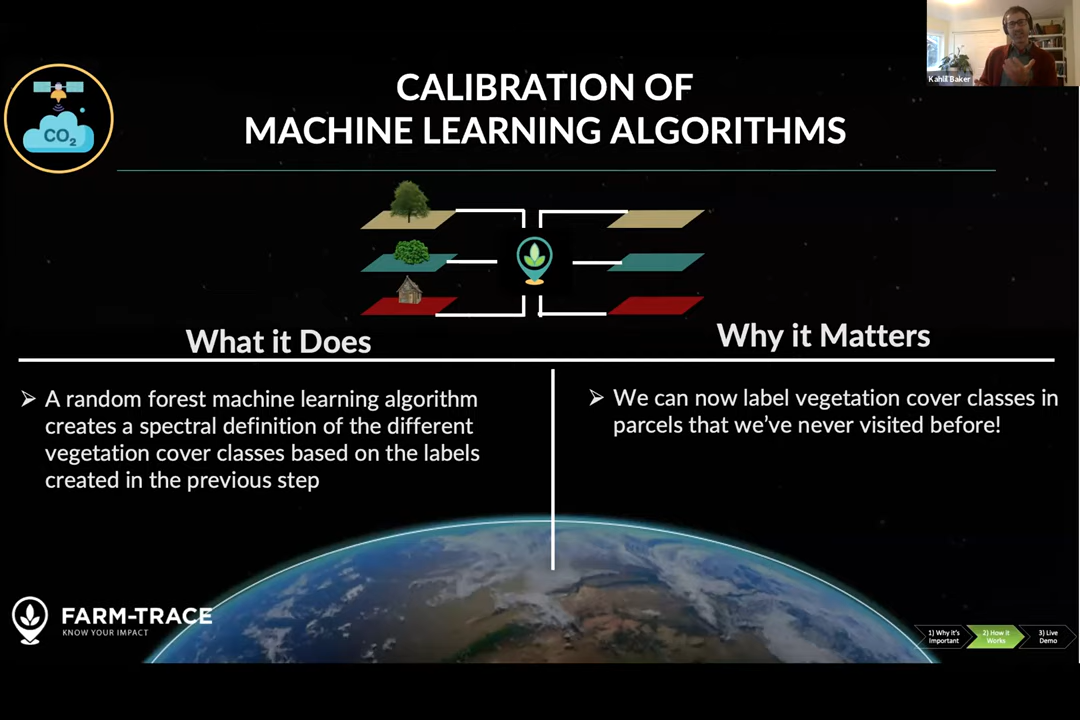 Kahlil Baker
CO₂
CALIBRATION OF
MACHINE LEARNING ALGORITHMS
What it Does
➢ A random forest machine learning algorithm
creates a spectral definition of the different
vegetation cover classes based on the labels
created in the previous step
Why it Matters
➢ We can now label vegetation cover classes in
parcels that we’ve never visited before!
FARM-TRACE
KNOW YOUR IMPACT
1) Why it's
Important
2) How it
Works
3) Live
Demo